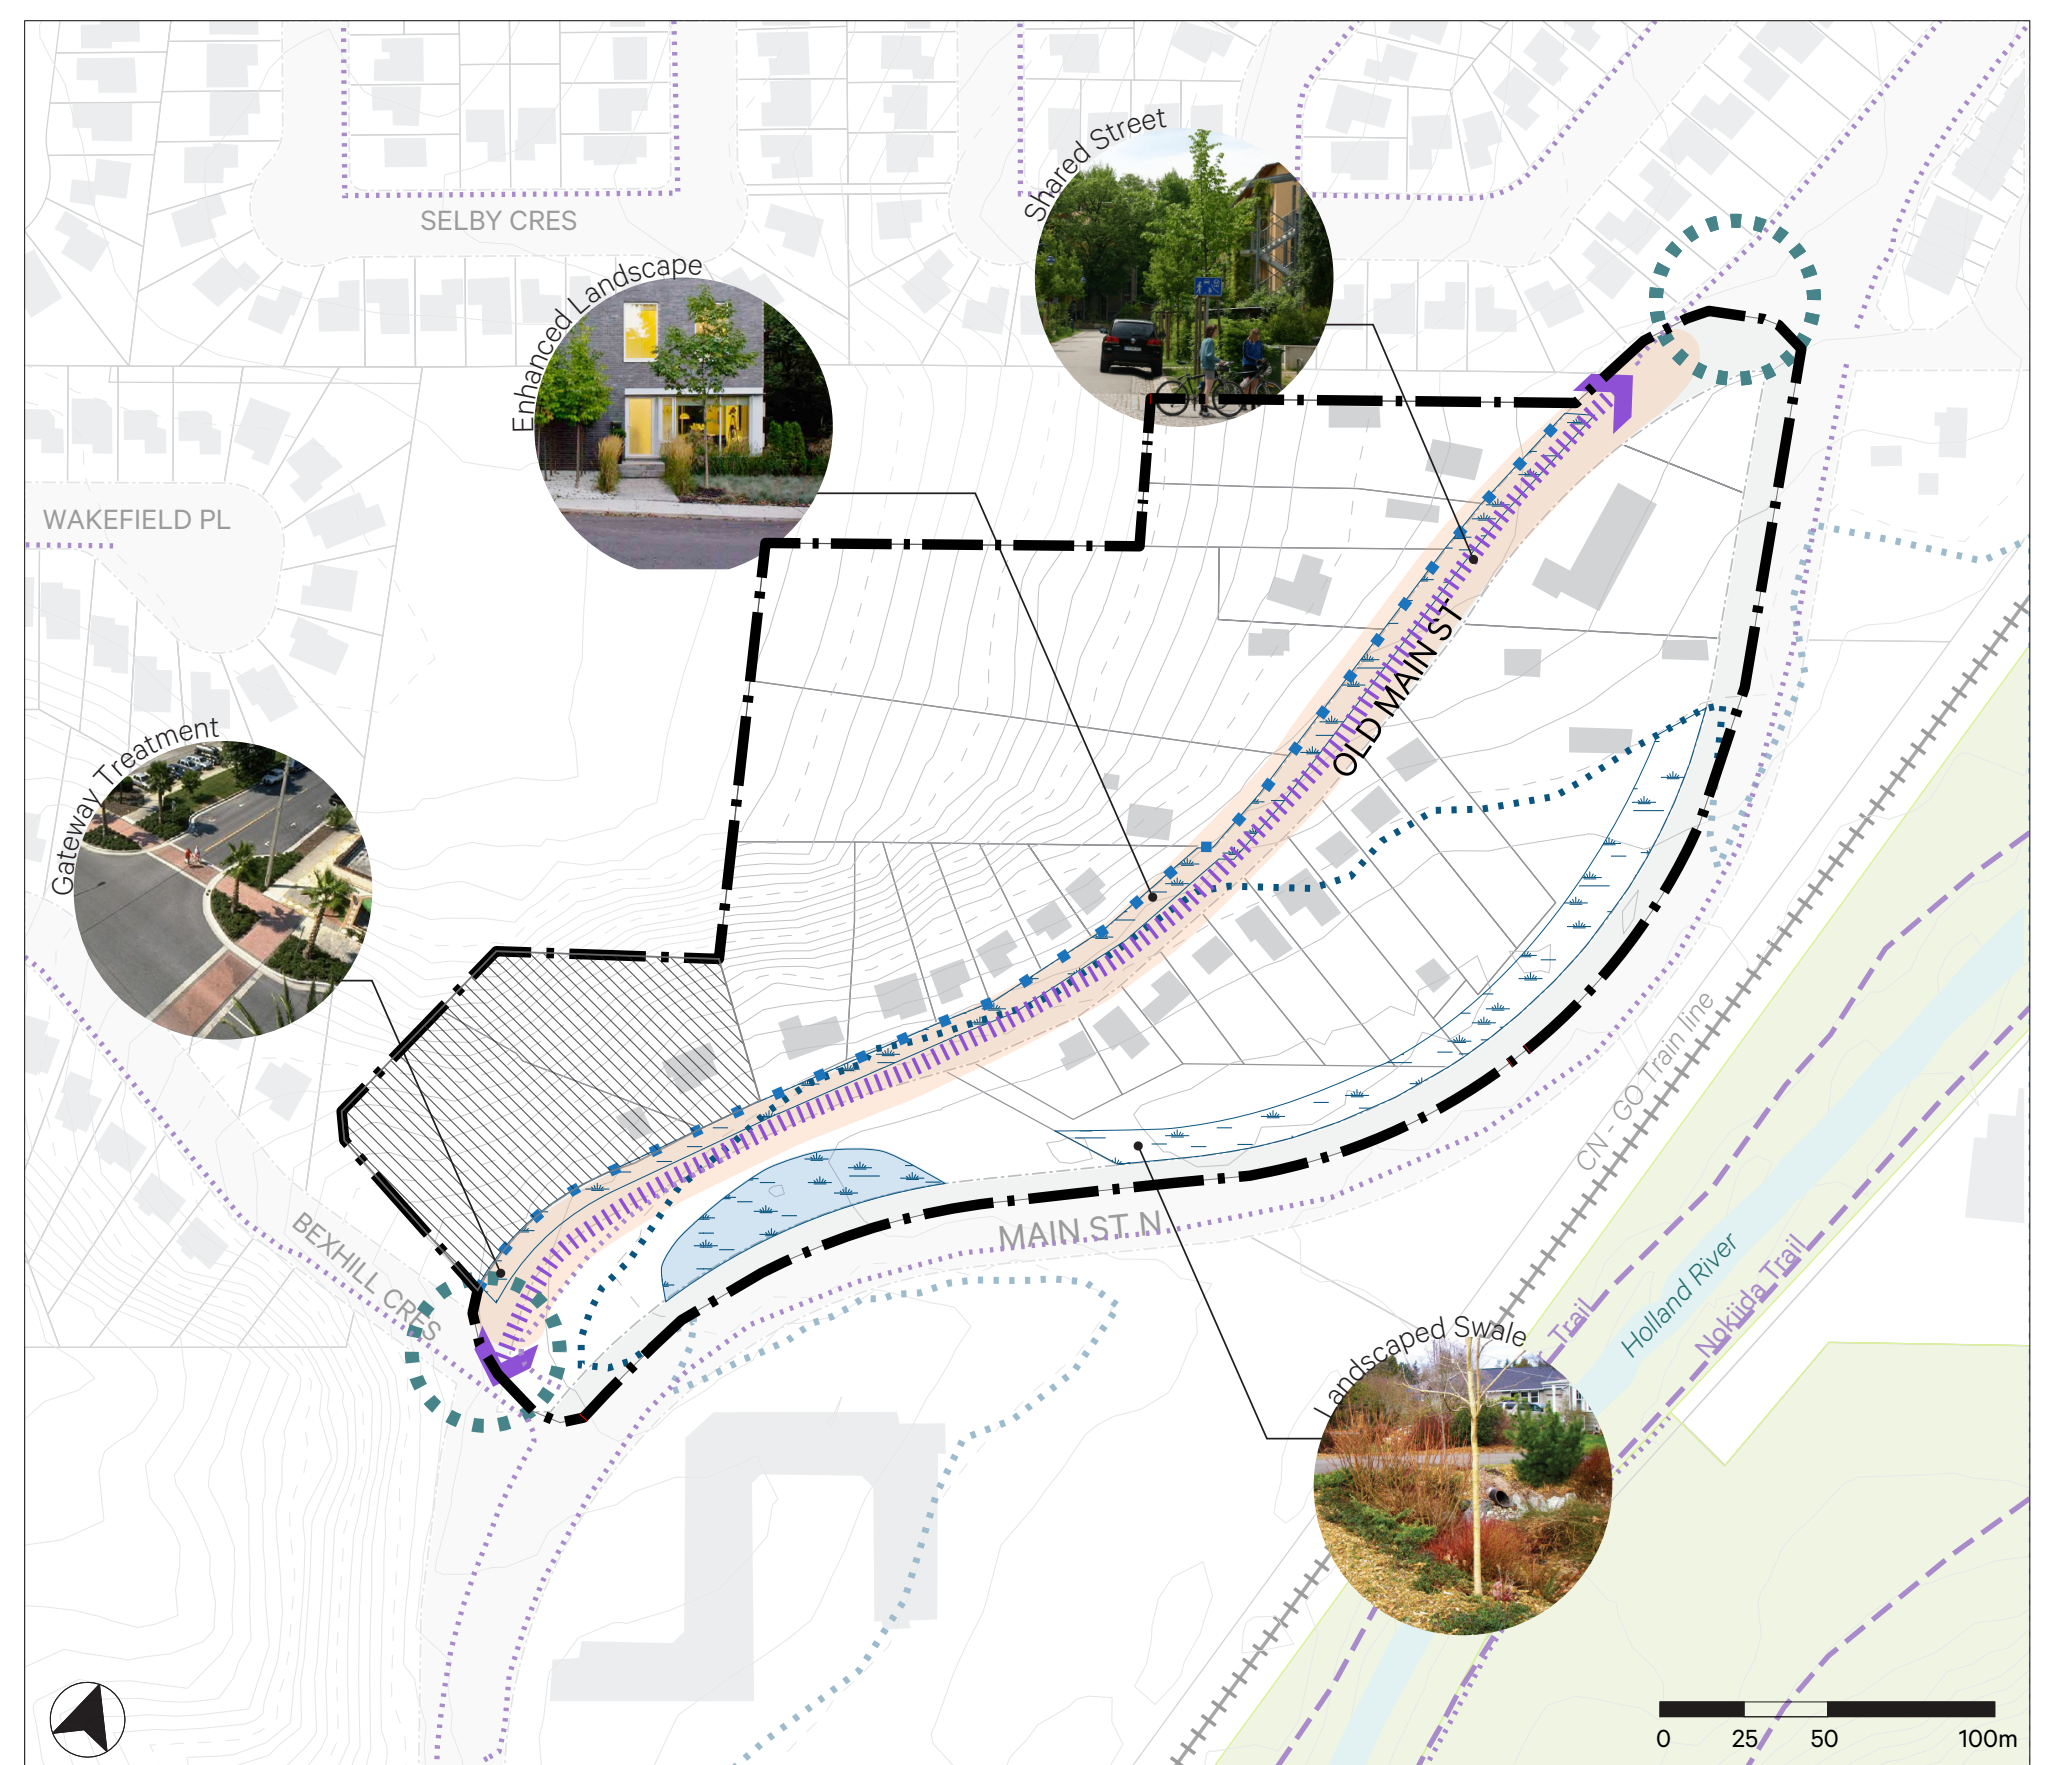 Shared Street
SELBY CRES
Enhanced Landscape
WAKEFIELD PL
OLD MAIN ST
Gateway Treatment
CN - GO Train line
BEXHILL CRES
MAIN ST N
Holland River
Nokiida Trail
Trail
Landscaped Swale
0 25 50 100m